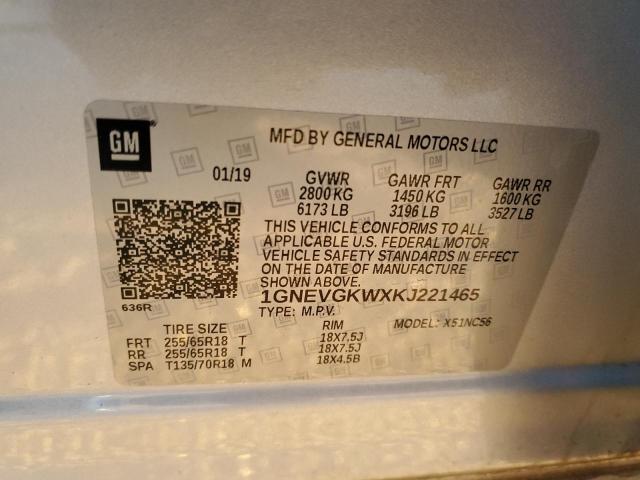 GM
MFD BY GENERAL MOTORS LLC
01/19 GVWR GAWR FRT GAWR RR
2800 KG 1450 KG 1600 KG
6173 LB 3196 LB 3527 LB
THIS VEHICLE CONFORMS TO ALL
APPLICABLE U.S. FEDERAL MOTOR
VEHICLE SAFETY STANDARDS IN EFFECT
ON THE DATE OF MANUFACTURE
SHOWN ABOVE.
636R 1GNEVGKWXKJ221465
TYPE: M.P.V. MODEL: X51NC56
TIRE SIZE RIM
FRT 255/65R18 T 18X7.5J
RR 255/65R18 T 18X7.5J
SPA T135/70R18 M 18X4.5B